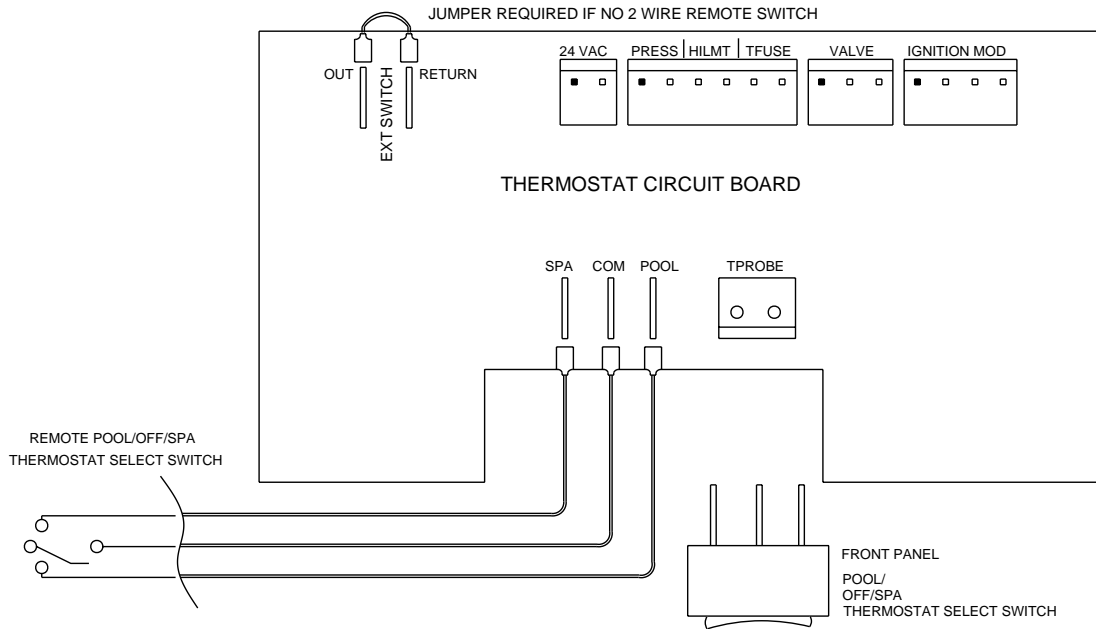 JUMPER REQUIRED IF NO 2 WIRE REMOTE SWITCH
24 VAC
PRESS HILMT TFUSE
VALVE
IGNITION MOD
OUT
EXT SWITCH
RETURN
THERMOSTAT CIRCUIT BOARD
SPA COM POOL
TPROBE
REMOTE POOL/OFF/SPA
THERMOSTAT SELECT SWITCH
FRONT PANEL
POOL/
OFF/SPA
THERMOSTAT SELECT SWITCH